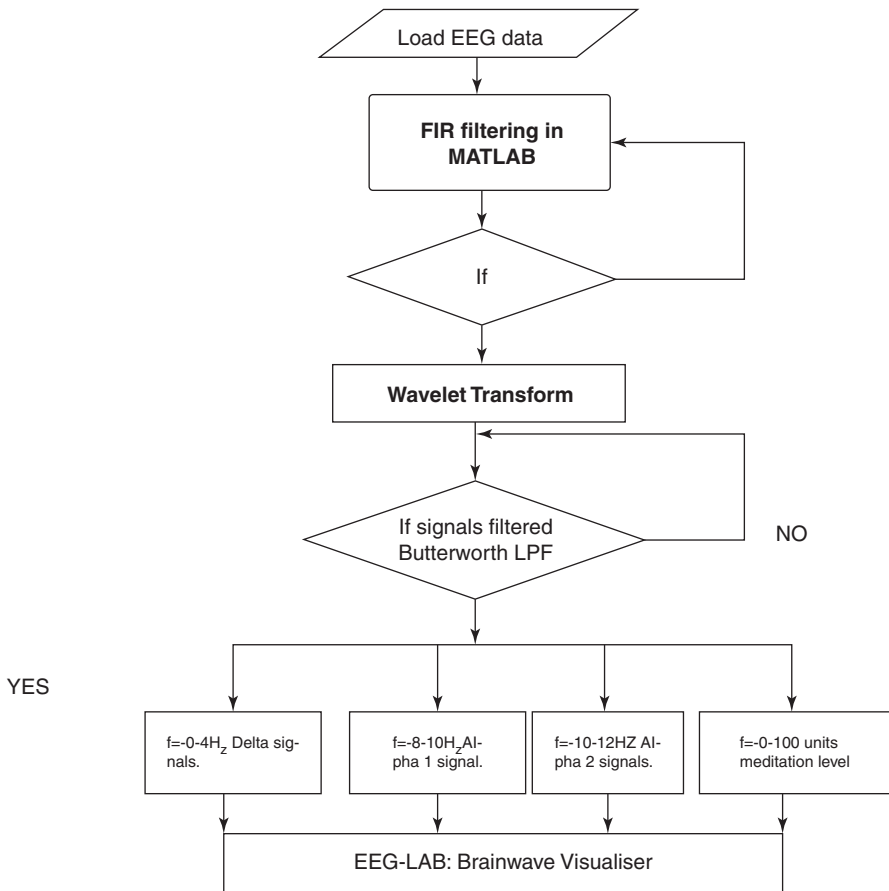 Load EEG data
FIR filtering in
MATLAB
If
Wavelet Transform
If signals filtered
Butterworth LPF
NO
YES
f=-0-4Hz Delta sig-
nals.
f=-8-10HzAl-
pha 1 signal.
f=-10-12HZ Al-
pha 2 signals.
f=-0-100 units
meditation level
EEG-LAB: Brainwave Visualiser